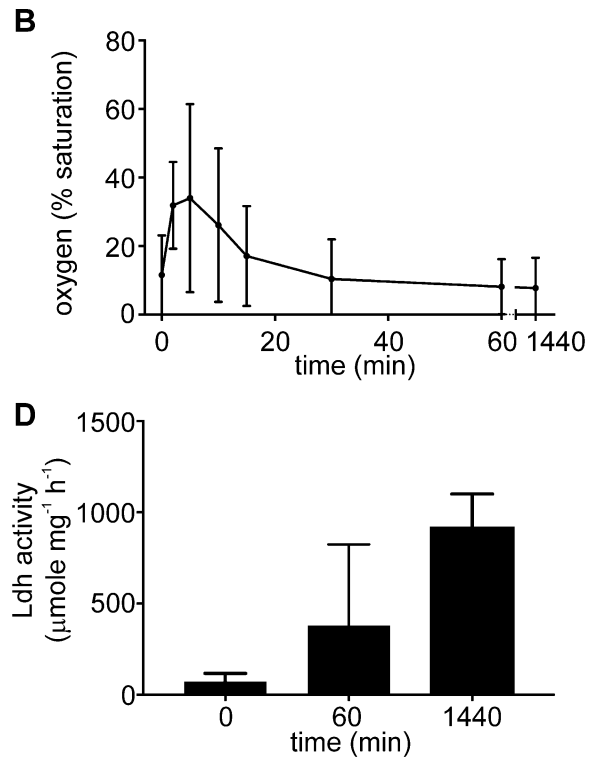 B
oxygen (% saturation)
80
60
40
20
0
0 20 40 60 1440
time (min)
D
Ldh activity
(µmole mg⁻¹ h⁻¹)
1500
1000
500
0
0 60 1440
time (min)